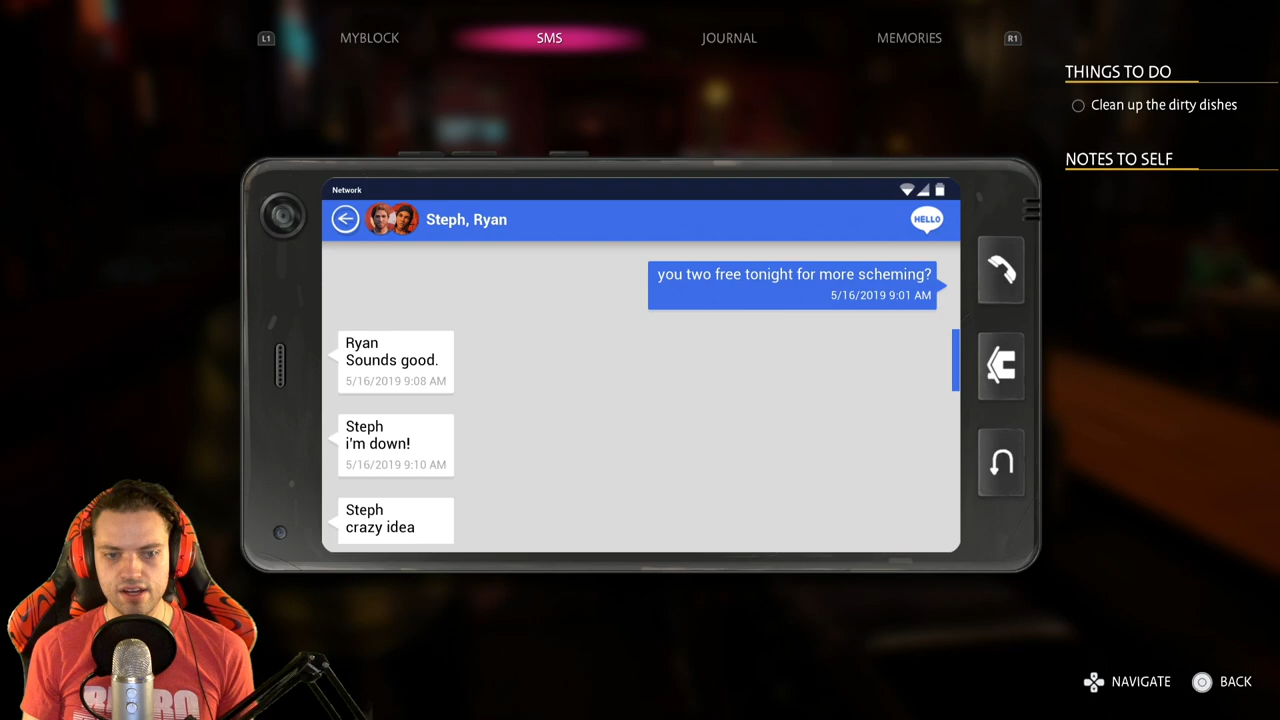 L1
MYBLOCK
SMS
JOURNAL
MEMORIES
R1
THINGS TO DO
Clean up the dirty dishes
NOTES TO SELF
Network
Steph, Ryan
HELLO
you two free tonight for more scheming?
5/16/2019 9:01 AM
Ryan
Sounds good.
5/16/2019 9:08 AM
Steph
i'm down!
5/16/2019 9:10 AM
Steph
crazy idea
NAVIGATE
BACK